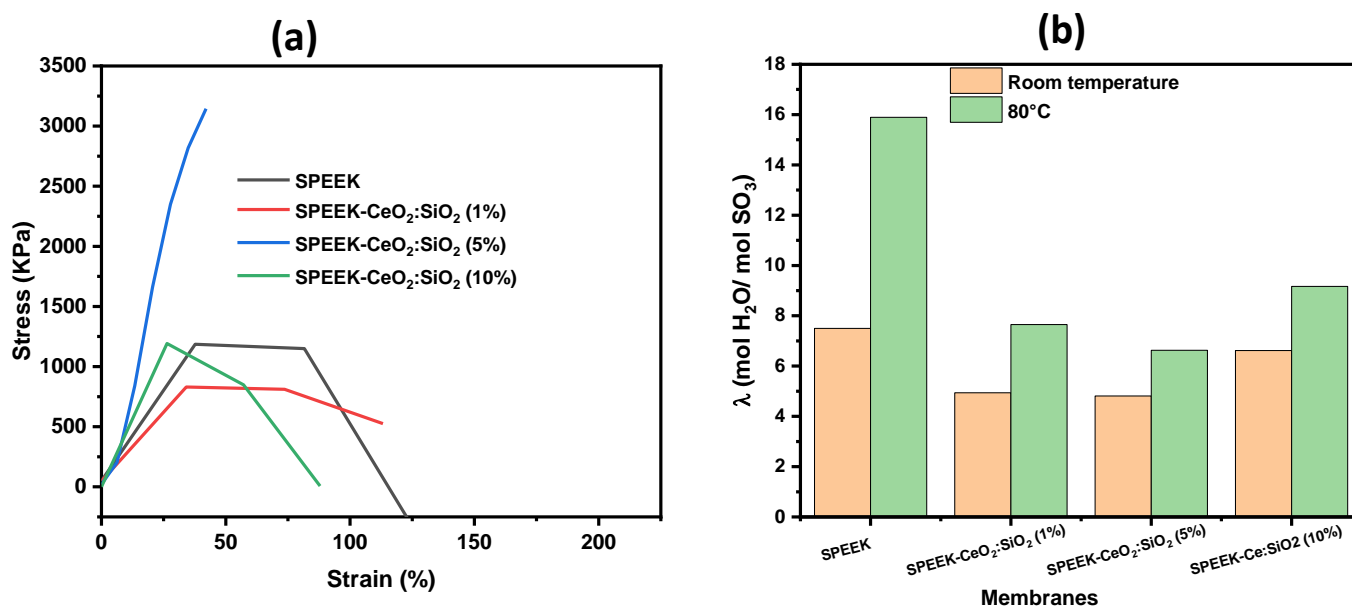 (a)
3500
3000
2500
2000
1500
1000
500
0
Stress (KPa)
SPEEK
SPEEK-CeO₂:SiO₂ (1%)
SPEEK-CeO₂:SiO₂ (5%)
SPEEK-CeO₂:SiO₂ (10%)
0 50 100 150 200
Strain (%)
(b)
18
16
14
12
10
8
6
4
2
0
λ (mol H₂O/ mol SO₃)
Room temperature
80°C
SPEEK
SPEEK-CeO₂:SiO₂ (1%)
SPEEK-CeO₂:SiO₂ (5%)
SPEEK-Ce:SiO2 (10%)
Membranes